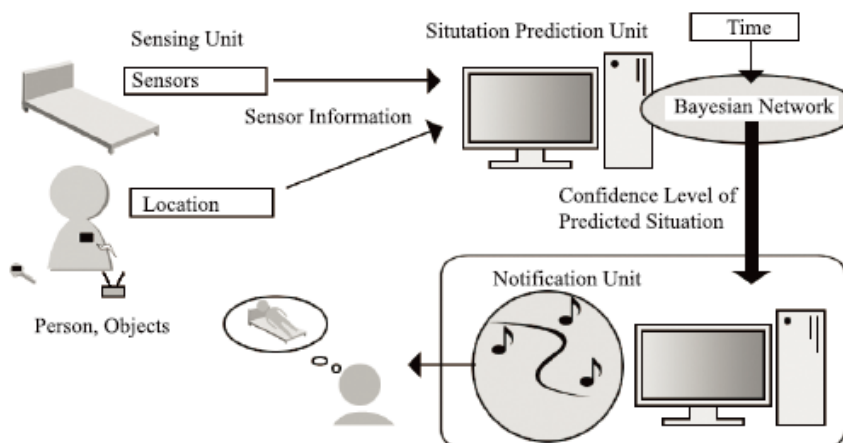 Sensing Unit
Situtation Prediction Unit
Time
Sensors
Bayesian Network
Sensor Information
Location
Confidence Level of
Predicted Situation
Notification Unit
Person, Objects